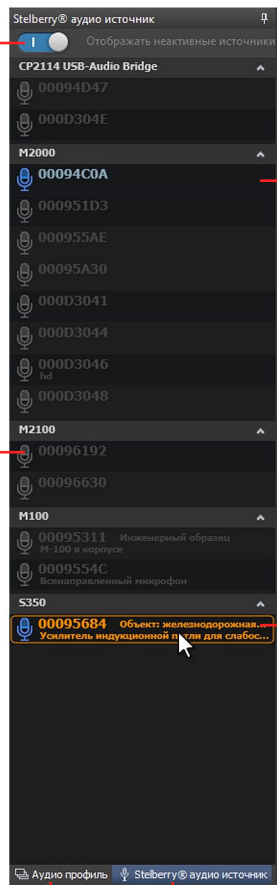 Stelberry® аудио источник
Отображать неактивные источники
CP2114 USB-Audio Bridge
00094D47
000D304E
M2000
00094C0A
000951D3
000955AE
00095A30
000D3041
000D3044
000D3046
hd
000D3048
M2100
00096192
00096630
M100
00095311 Инженерный образец
М-100 в корпусе
0009554C
Всенаправленный микрофон
S350
00095684 Объект: железнодорожная...
Усилитель индукционной петли для слабос...
Аудио профиль Stelberry® аудио источник